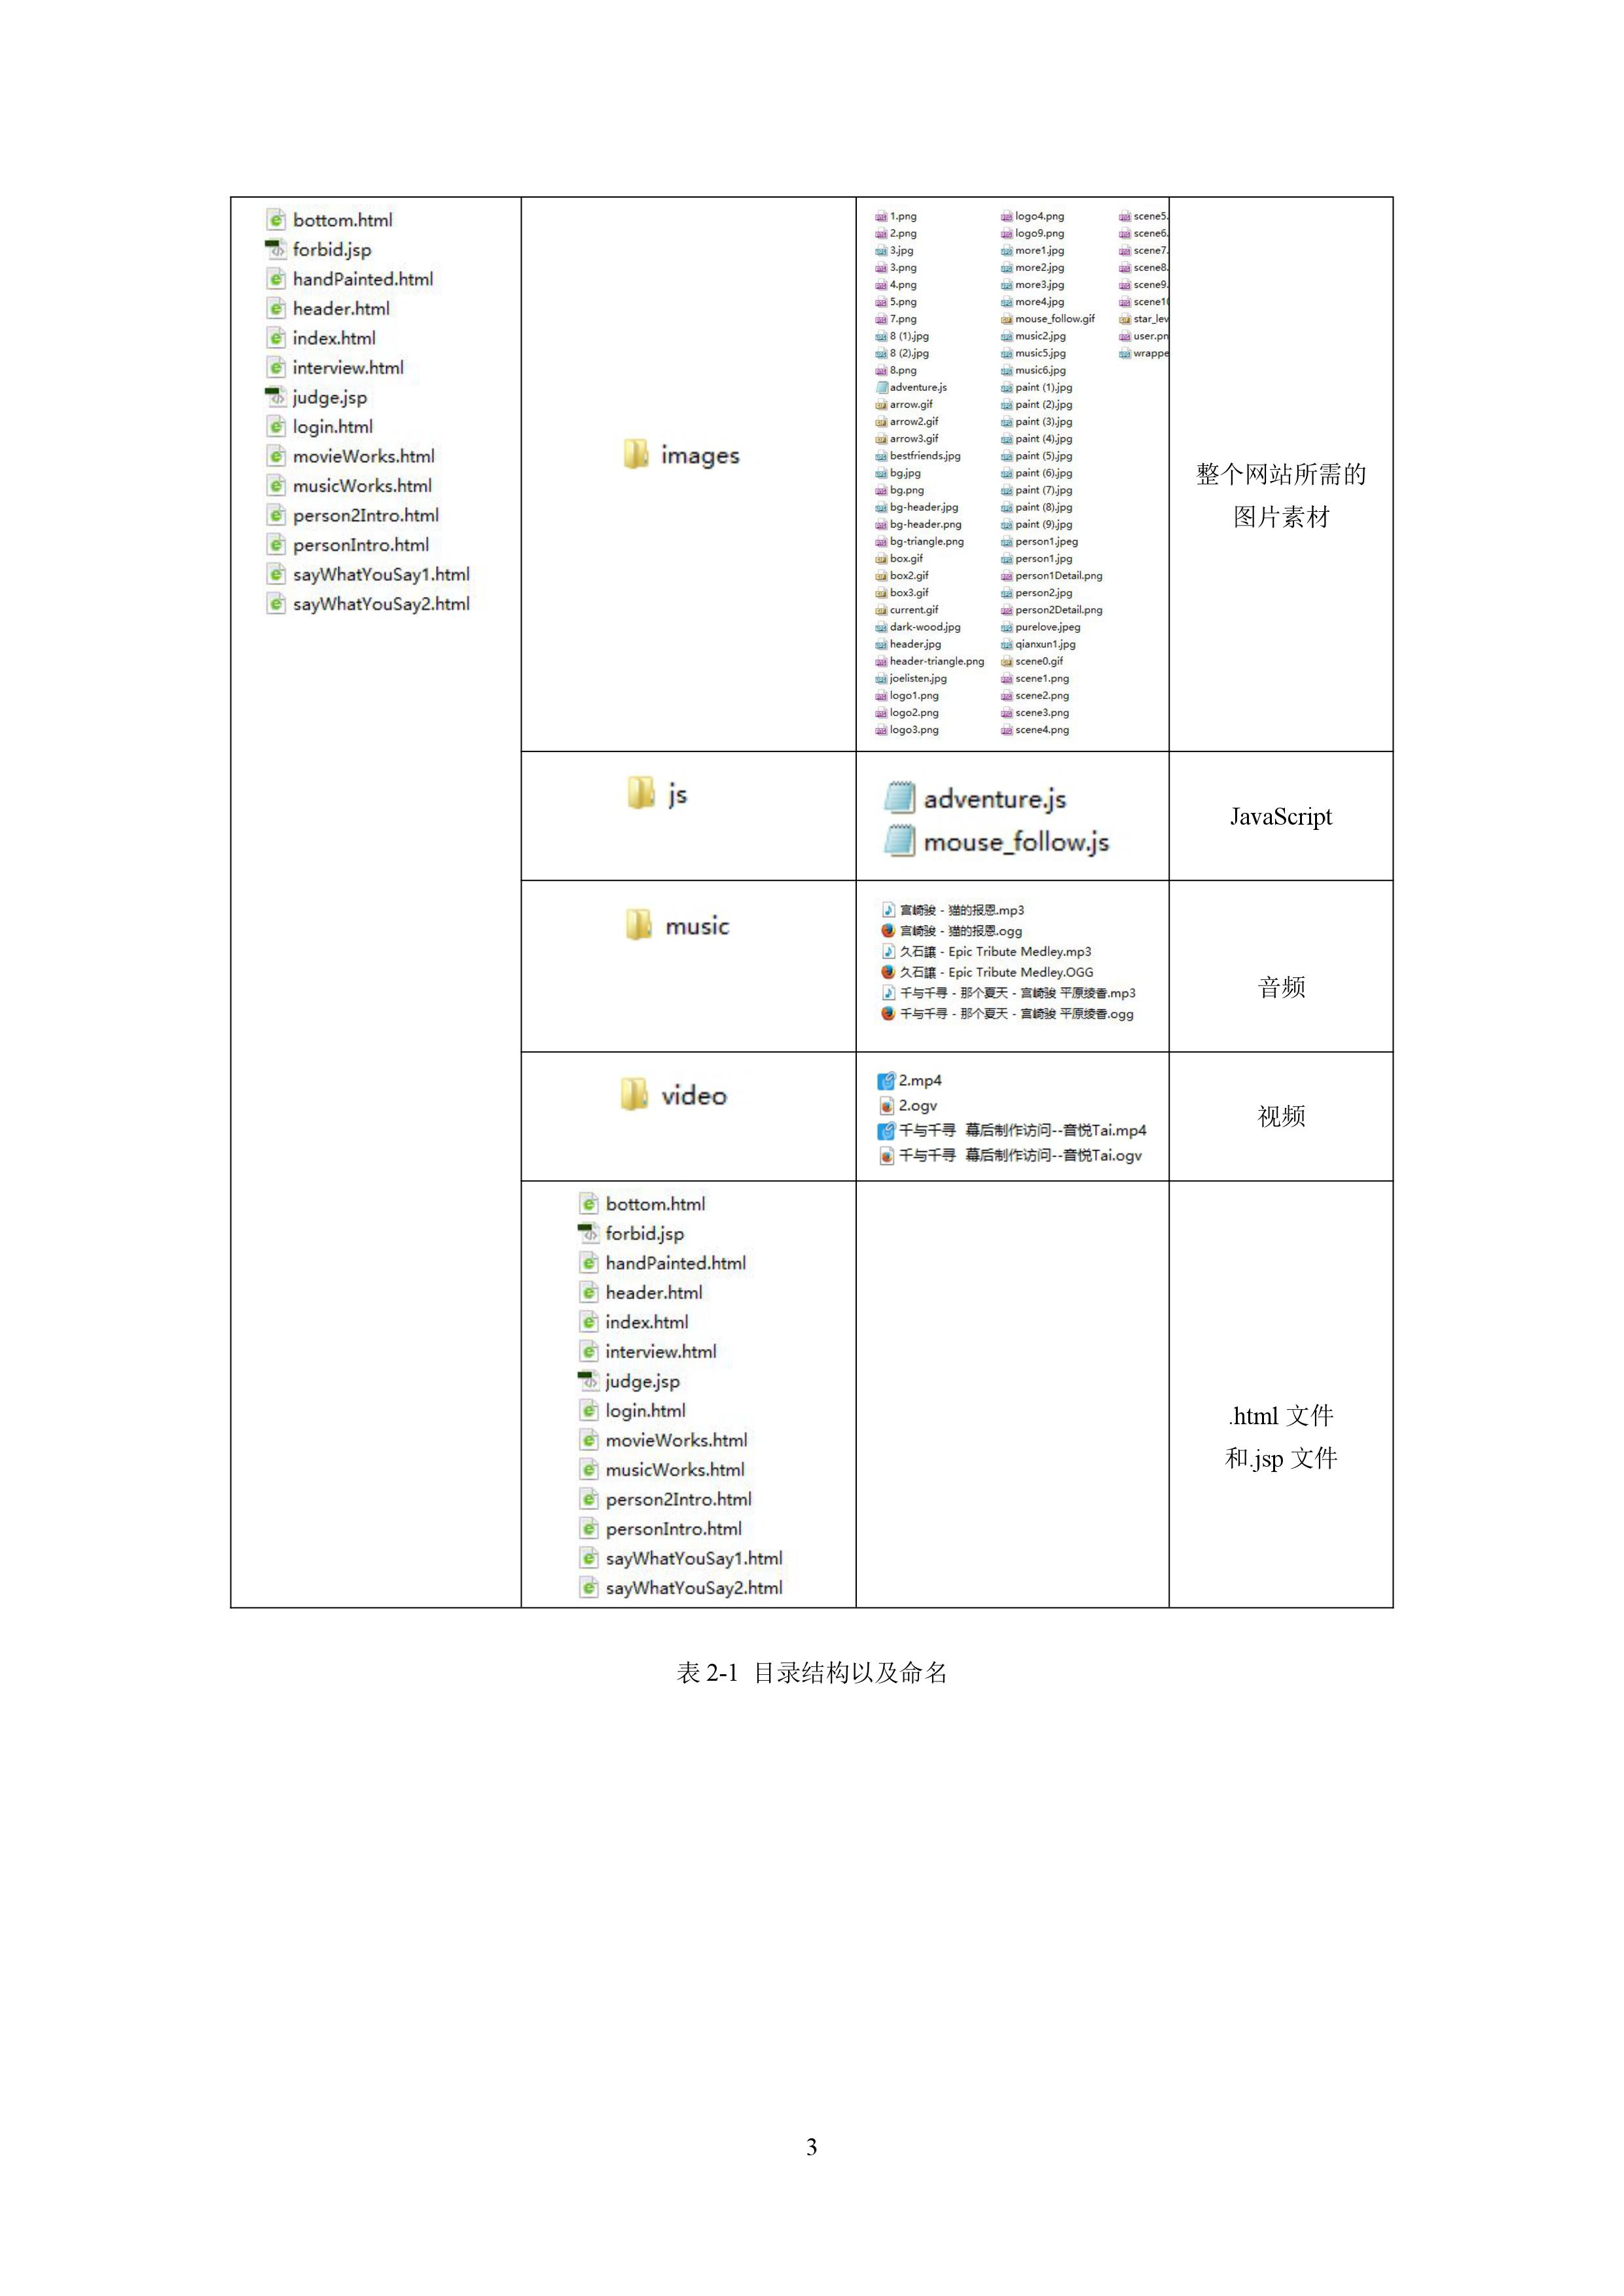 bottom.html
forbid.jsp
handPainted.html
header.html
index.html
interview.html
judge.jsp
login.html
movieWorks.html
musicWorks.html
person2Intro.html
personIntro.html
sayWhatYouSay1.html
sayWhatYouSay2.html
images
1.png
2.png
3.jpg
3.png
4.png
5.png
7.png
8 (1).jpg
8 (2).jpg
8.png
adventure.js
arrow.gif
arrow2.gif
arrow3.gif
bestfriends.jpg
bg.jpg
bg.png
bg-header.jpg
bg-header.png
bg-triangle.png
box.gif
box2.gif
box3.gif
current.gif
dark-wood.jpg
header.jpg
header-triangle.png
joelisten.jpg
logo1.png
logo2.png
logo3.png
logo4.png
logo9.png
more1.jpg
more2.jpg
more3.jpg
more4.jpg
mouse_follow.gif
music2.jpg
music5.jpg
music6.jpg
paint (1).jpg
paint (2).jpg
paint (3).jpg
paint (4).jpg
paint (5).jpg
paint (6).jpg
paint (7).jpg
paint (8).jpg
paint (9).jpg
person1.jpeg
person1.jpg
person1Detail.png
person2.jpg
person2Detail.png
purelove.jpeg
qianxun1.jpg
scene0.gif
scene1.png
scene2.png
scene3.png
scene4.png
scene5.
scene6.
scene7.
scene8.
scene9.
scene10
star_lev
user.pn
wrappe
整个网站所需的
图片素材
js
adventure.js
mouse_follow.js
JavaScript
music
宫崎骏 - 猫的报恩.mp3
宫崎骏 - 猫的报恩.ogg
久石譲 - Epic Tribute Medley.mp3
久石譲 - Epic Tribute Medley.OGG
千与千寻 - 那个夏天 - 宫崎骏 平原绫香.mp3
千与千寻 - 那个夏天 - 宫崎骏 平原绫香.ogg
音频
video
2.mp4
2.ogv
千与千寻 幕后制作访问--音悦Tai.mp4
千与千寻 幕后制作访问--音悦Tai.ogv
视频
bottom.html
forbid.jsp
handPainted.html
header.html
index.html
interview.html
judge.jsp
login.html
movieWorks.html
musicWorks.html
person2Intro.html
personIntro.html
sayWhatYouSay1.html
sayWhatYouSay2.html
.html 文件
和.jsp 文件
表 2-1 目录结构以及命名
3